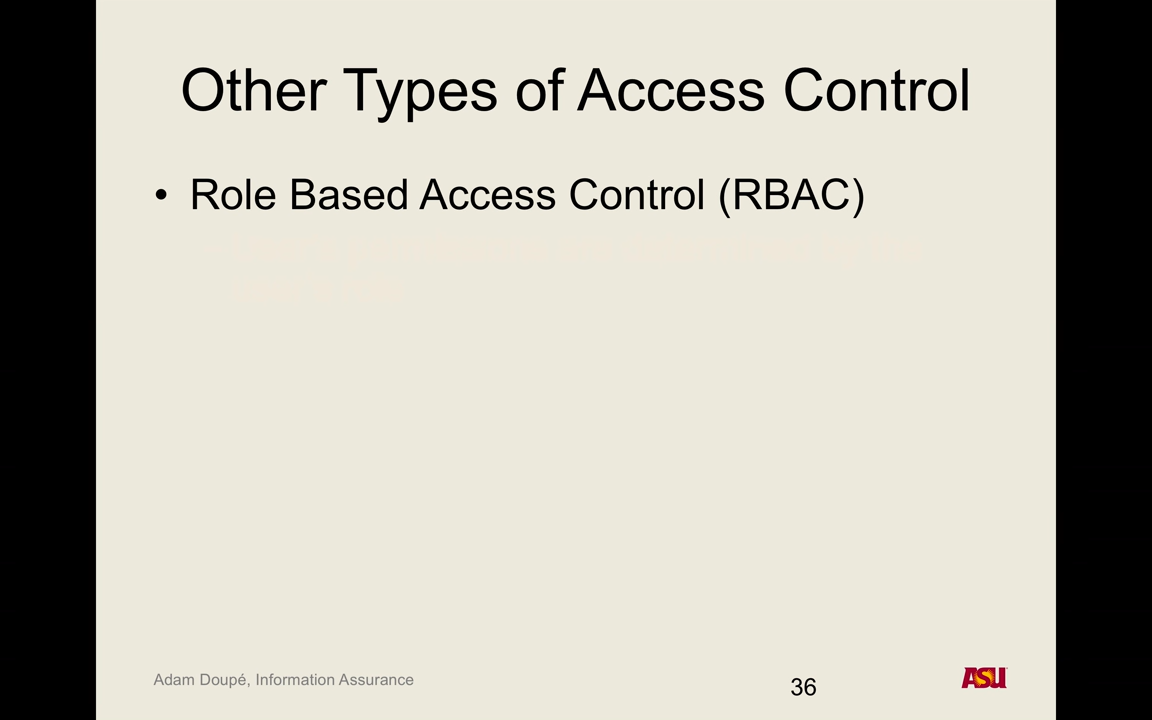 Other Types of Access Control
• Role Based Access Control (RBAC)
Adam Doupé, Information Assurance
36
ASU